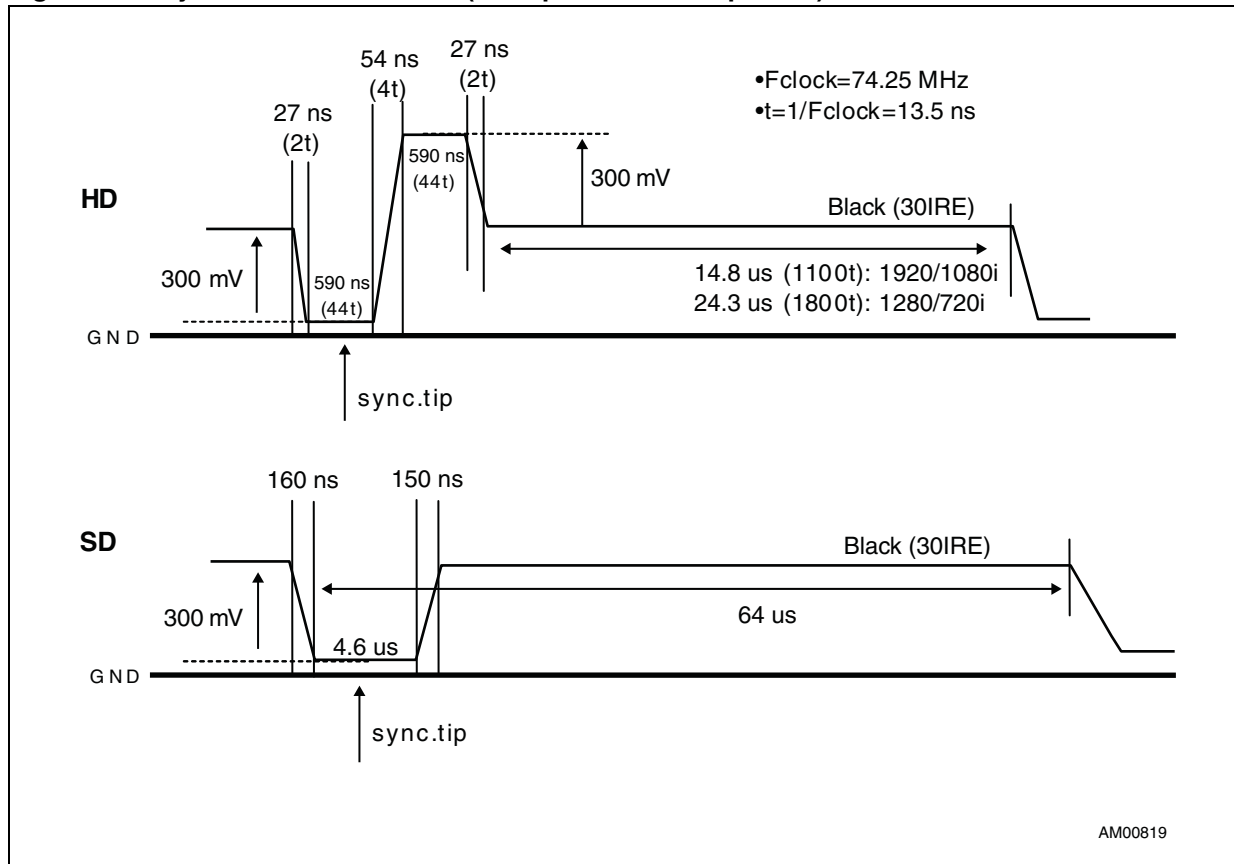 54 ns
(4t)
27 ns
(2t)
27 ns
(2t)
•Fclock=74.25 MHz
•t=1/Fclock=13.5 ns
HD
300 mV
590 ns
(44t)
590 ns
(44t)
300 mV
Black (30IRE)
14.8 us (1100t): 1920/1080i
24.3 us (1800t): 1280/720i
GND
sync.tip
160 ns
150 ns
SD
300 mV
4.6 us
Black (30IRE)
64 us
GND
sync.tip
AM00819